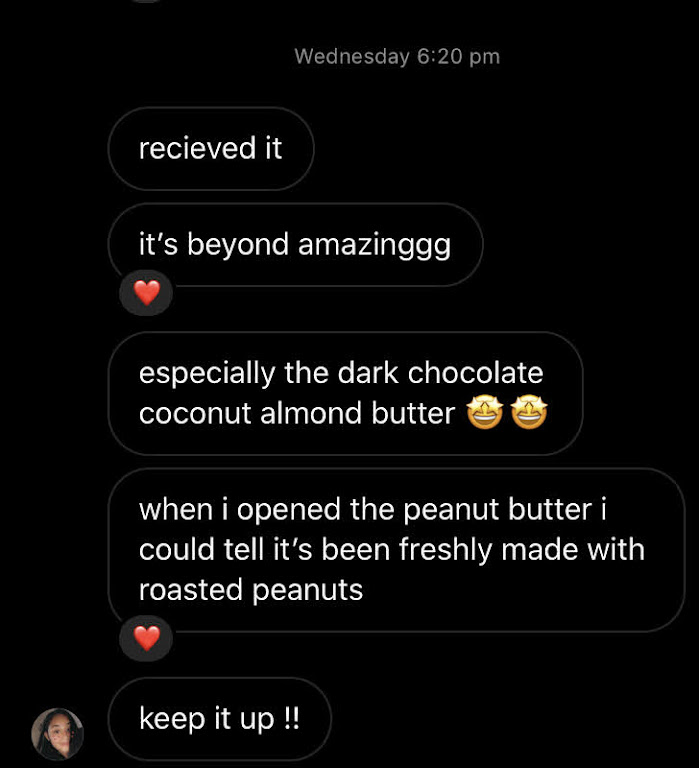 Wednesday 6:20 pm
recieved it
it's beyond amazinggg
especially the dark chocolate
coconut almond butter 🤩🤩
when i opened the peanut butter i
could tell it's been freshly made with
roasted peanuts
keep it up !!